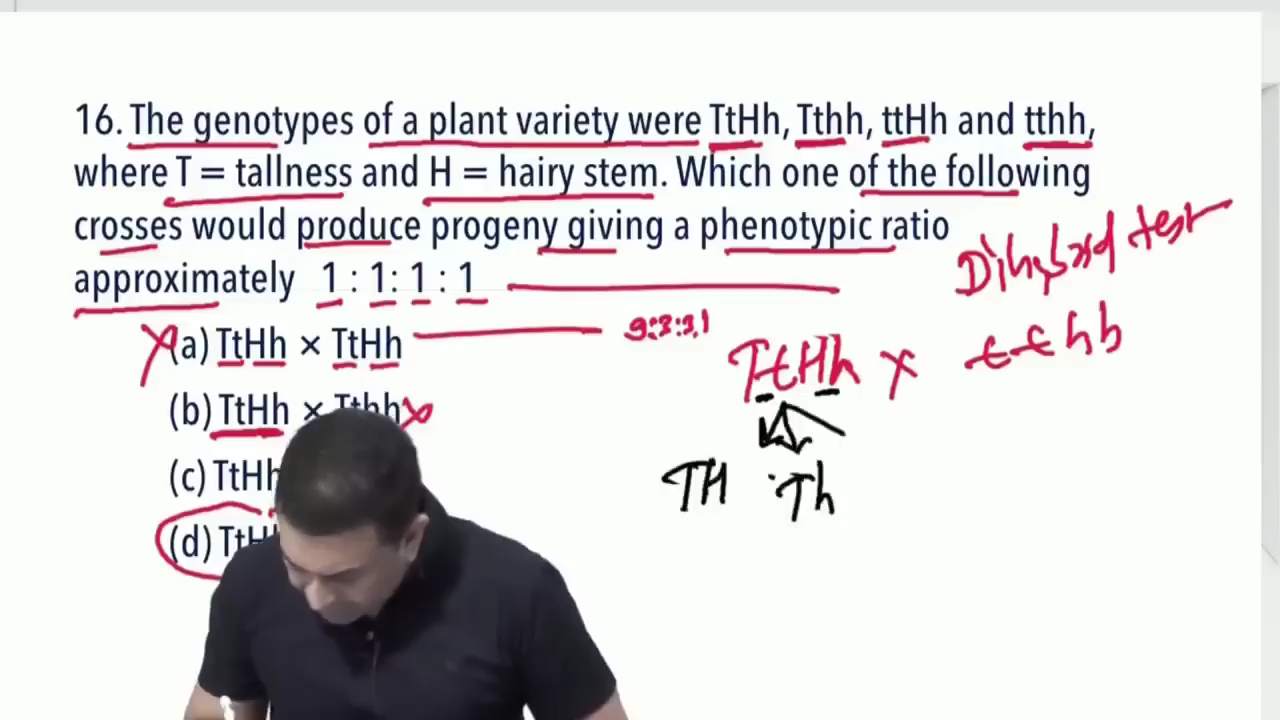 16. The genotypes of a plant variety were TtHh, Tthh, ttHh and tthh,
where T = tallness and H = hairy stem. Which one of the following
crosses would produce progeny giving a phenotypic ratio
approximately 1 : 1: 1 : 1
Dihybrid test
(a) TtHh × TtHh
9:3:3:1
(b) TtHh × Tthh
TtHh × tthh
(c) TtHh
TH Th
(d) TtH